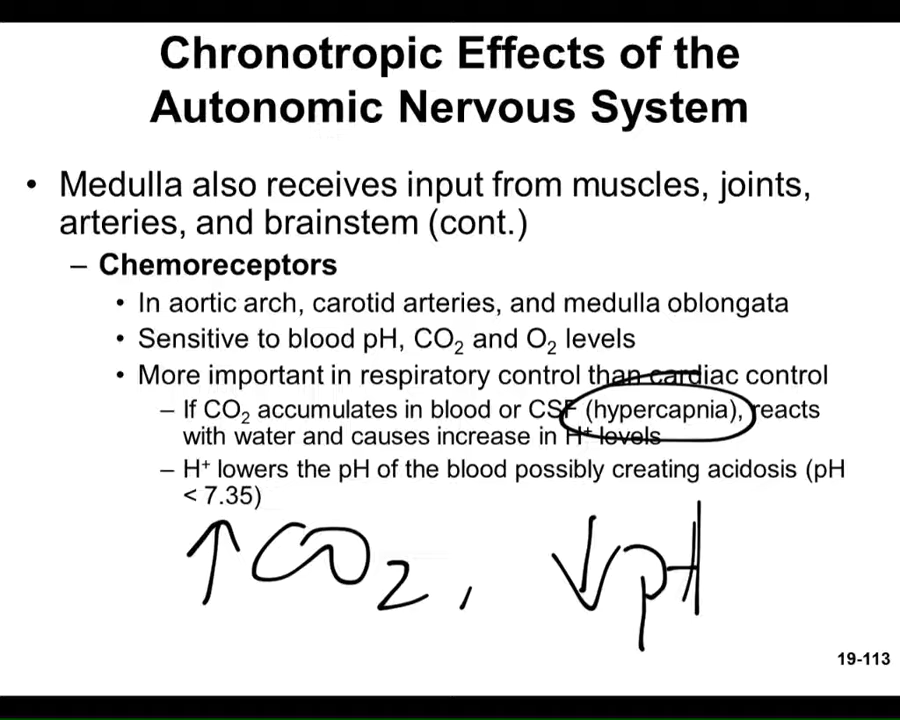 Chronotropic Effects of the
Autonomic Nervous System
• Medulla also receives input from muscles, joints,
arteries, and brainstem (cont.)
– Chemoreceptors
• In aortic arch, carotid arteries, and medulla oblongata
• Sensitive to blood pH, CO₂ and O₂ levels
• More important in respiratory control than cardiac control
– If CO₂ accumulates in blood or CSF (hypercapnia), reacts
with water and causes increase in H⁺ levels
– H⁺ lowers the pH of the blood possibly creating acidosis (pH
< 7.35)
↑CO₂, ↓pH
19-113